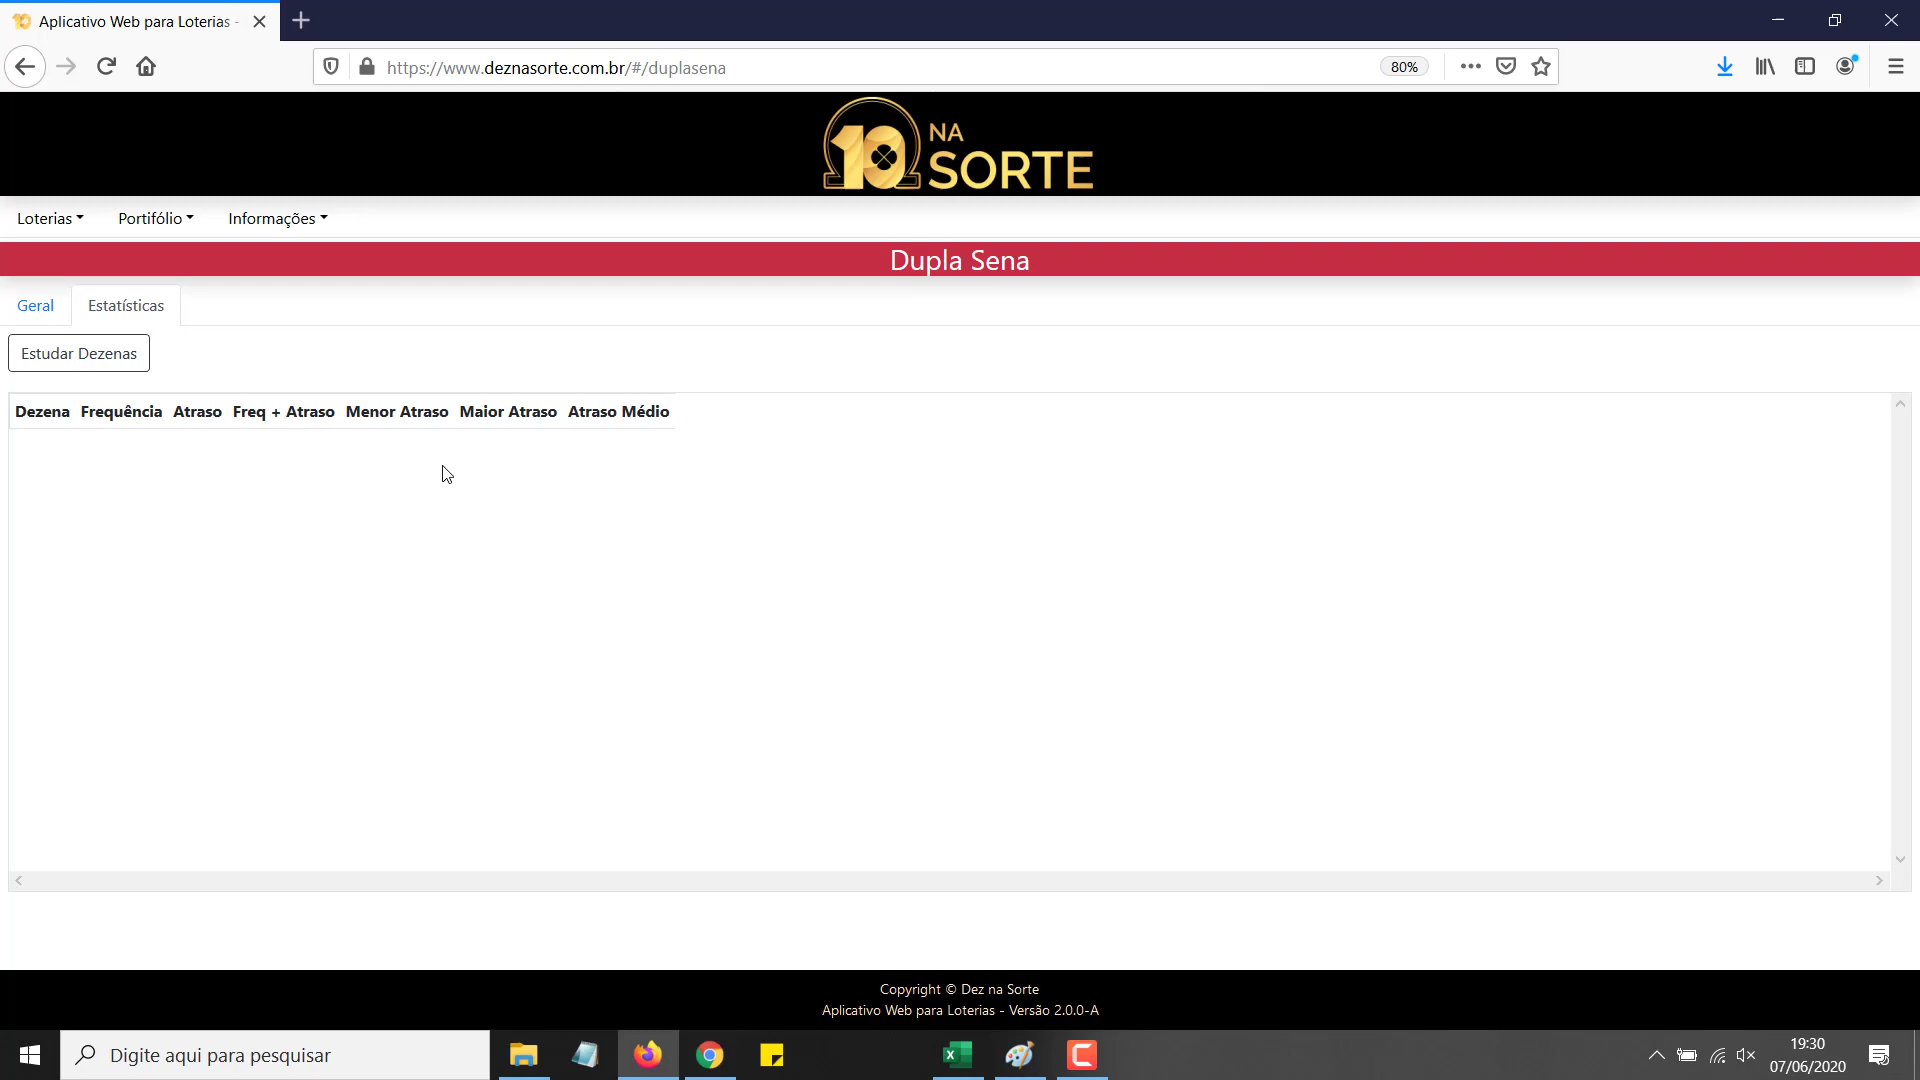 Aplicativo Web para Loterias -
https://www.deznasorte.com.br/#/duplasena
80%
10 NA SORTE
Loterias
Portifólio
Informações
Dupla Sena
Geral
Estatísticas
Estudar Dezenas
Dezena Frequência Atraso Freq + Atraso Menor Atraso Maior Atraso Atraso Médio
Copyright © Dez na Sorte
Aplicativo Web para Loterias - Versão 2.0.0-A
Digite aqui para pesquisar
19:30
07/06/2020